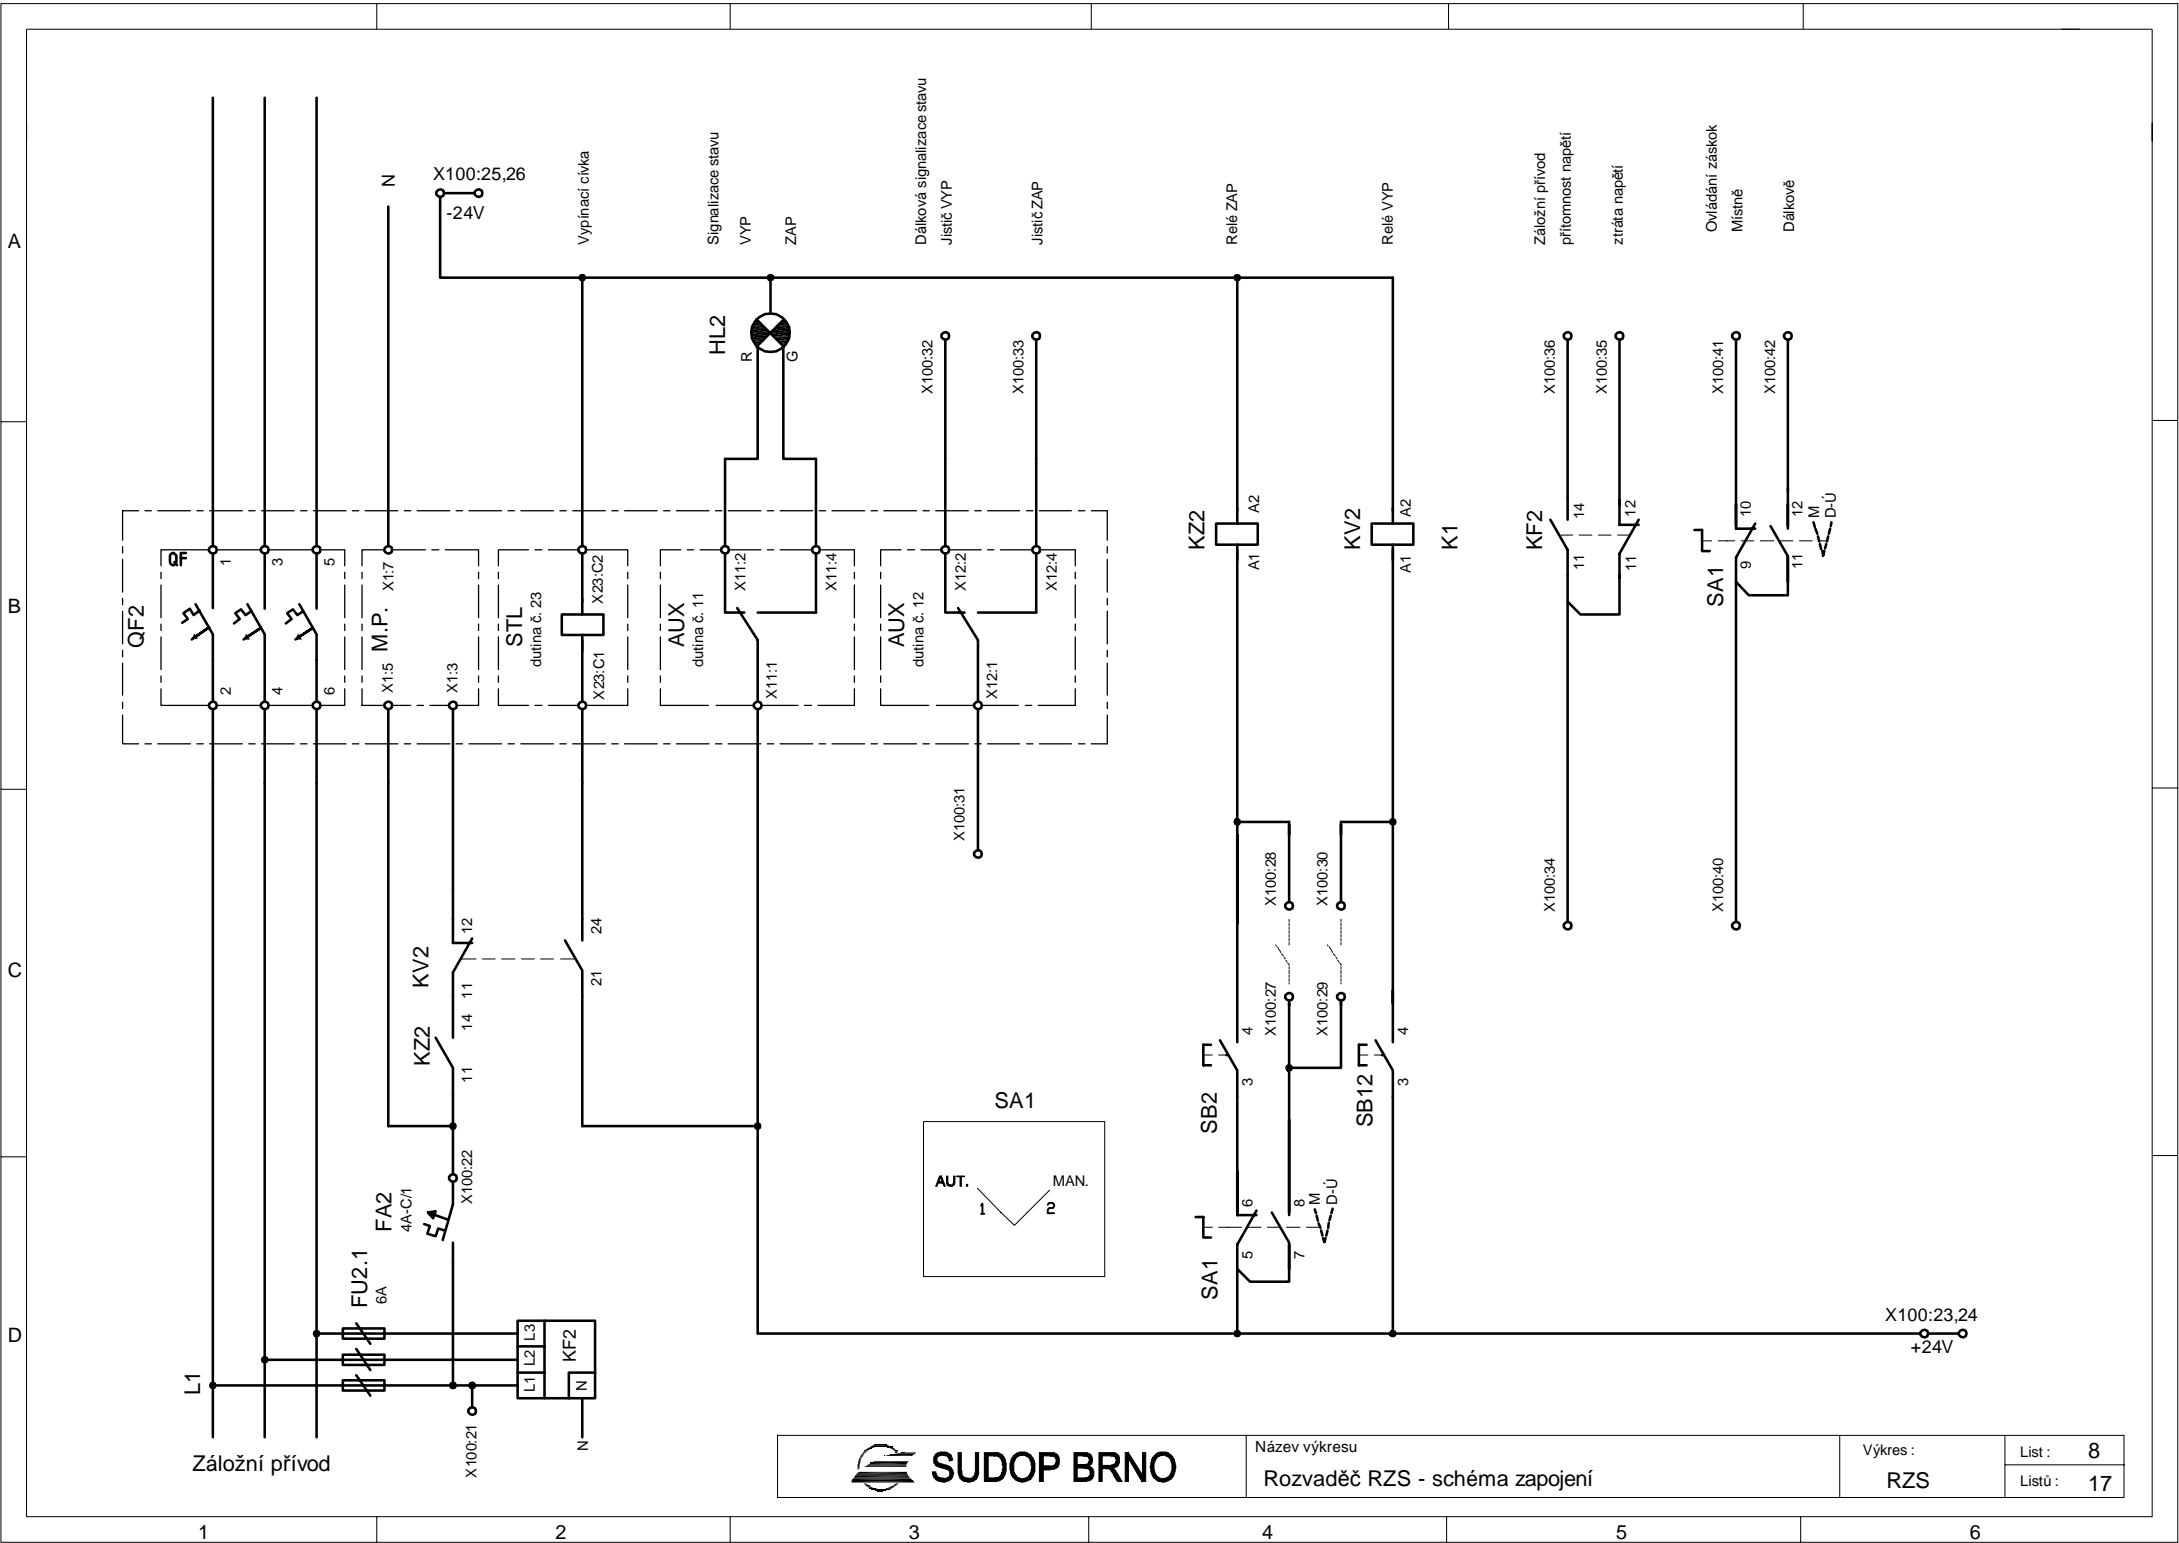 A
B
C
D
1
2
3
4
5
6
N
X100:25,26
-24V
Vypínací cívka
Signalizace stavu
VYP
ZAP
Dálková signalizace stavu
Jistič VYP
Jistič ZAP
Relé ZAP
Relé VYP
Záložní přívod
přítomnost napětí
ztráta napětí
Ovládání záskok
Místně
Dálkově
HL2
R
G
X100:32
X100:33
X100:36
X100:35
X100:41
X100:42
QF2
QF
1
3
5
2
4
6
M.P.
X1:7
X1:5
X1:3
STL
dutina č. 23
X23:C2
X23:C1
AUX
dutina č. 11
X11:2
X11:4
X11:1
AUX
dutina č. 12
X12:2
X12:4
X12:1
X100:31
KZ2
A1
A2
KV2
A1
A2
K1
KF2
11
14
11
12
SA1
9
10
11
12
M
D-Ú
X100:34
X100:40
KV2
11
12
21
24
KZ2
11
14
X100:28
X100:30
X100:27
X100:29
SB2
3
4
SB12
3
4
SA1
5
6
7
8
M
D-Ú
SA1
AUT.
MAN.
1
2
X100:22
FA2
4A-C/1
FU2.1
6A
L3
L2
L1
KF2
N
N
L1
X100:21
Záložní přívod
X100:23,24
+24V
SUDOP BRNO
Název výkresu
Rozvaděč RZS - schéma zapojení
Výkres :
RZS
List : 8
Listů : 17